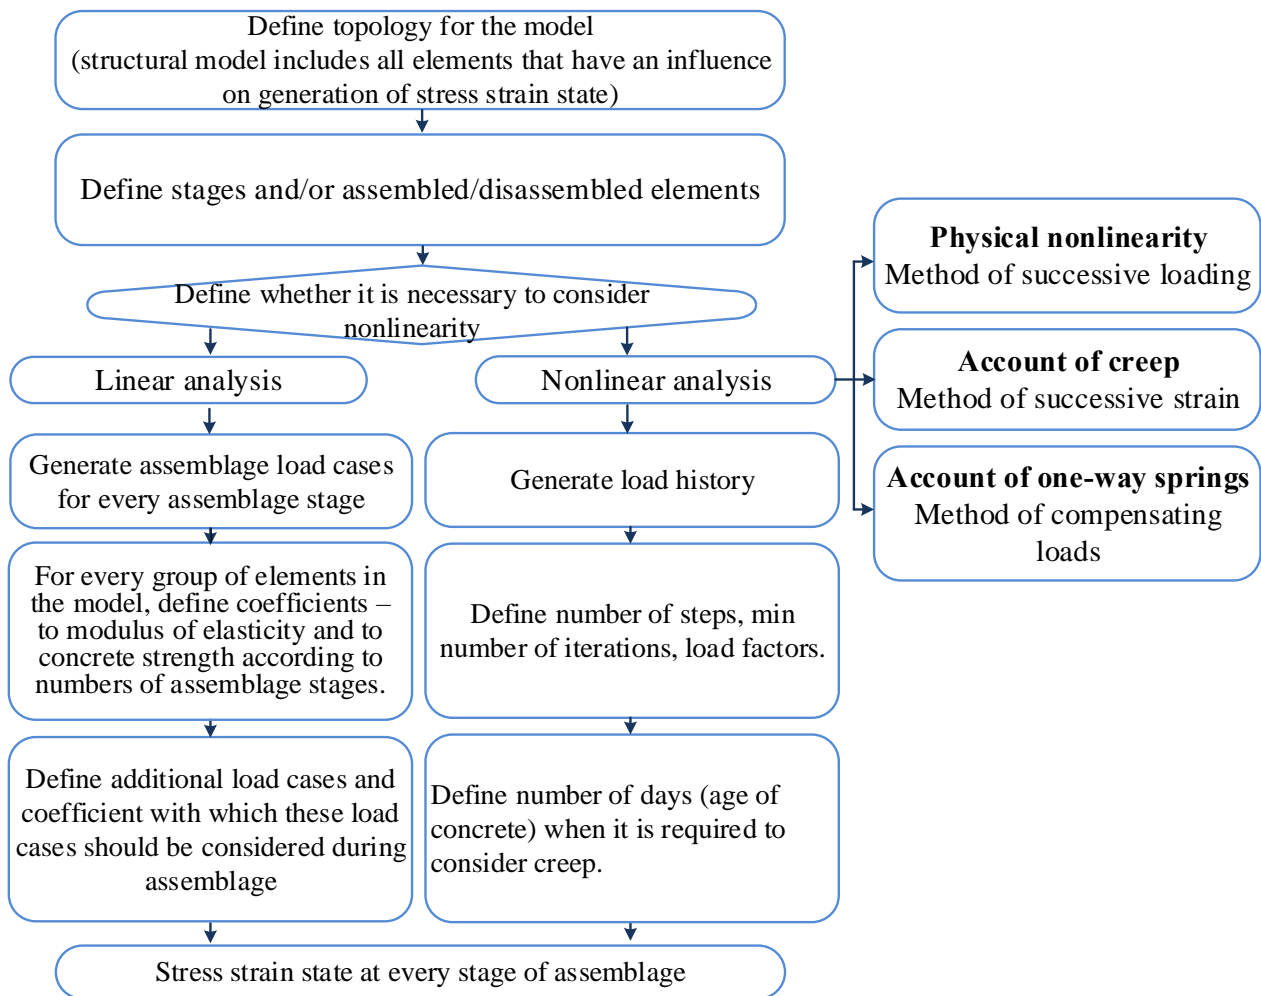 Define topology for the model
(structural model includes all elements that have an influence
on generation of stress strain state)
Define stages and/or assembled/disassembled elements
Define whether it is necessary to consider
nonlinearity
Linear analysis
Nonlinear analysis
Physical nonlinearity
Method of successive loading
Account of creep
Method of successive strain
Account of one-way springs
Method of compensating
loads
Generate assemblage load cases
for every assemblage stage
For every group of elements in
the model, define coefficients –
to modulus of elasticity and to
concrete strength according to
numbers of assemblage stages.
Define additional load cases and
coefficient with which these load
cases should be considered during
assemblage
Generate load history
Define number of steps, min
number of iterations, load factors.
Define number of days (age of
concrete) when it is required to
consider creep.
Stress strain state at every stage of assemblage